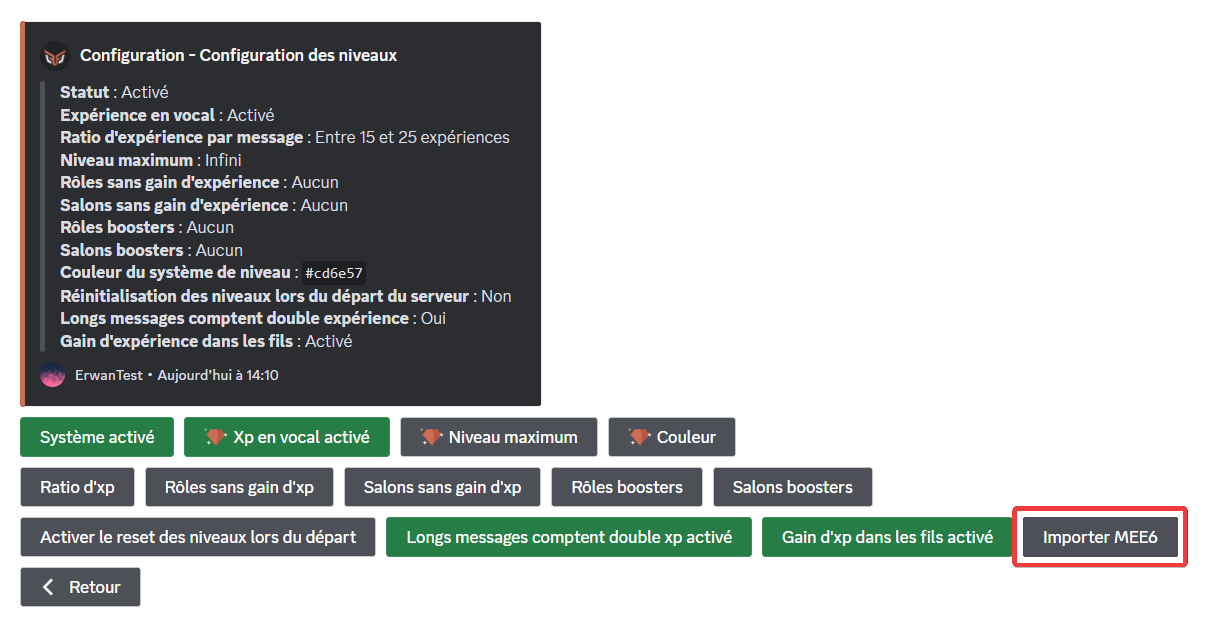 Configuration - Configuration des niveaux
Statut : Activé
Expérience en vocal : Activé
Ratio d'expérience par message : Entre 15 et 25 expériences
Niveau maximum : Infini
Rôles sans gain d'expérience : Aucun
Salons sans gain d'expérience : Aucun
Rôles boosters : Aucun
Salons boosters : Aucun
Couleur du système de niveau : #cd6e57
Réinitialisation des niveaux lors du départ du serveur : Non
Longs messages comptent double expérience : Oui
Gain d'expérience dans les fils : Activé
ErwanTest • Aujourd'hui à 14:10
Système activé Xp en vocal activé Niveau maximum Couleur
Ratio d'xp Rôles sans gain d'xp Salons sans gain d'xp Rôles boosters Salons boosters
Activer le reset des niveaux lors du départ Longs messages comptent double xp activé Gain d'xp dans les fils activé Importer MEE6
Retour